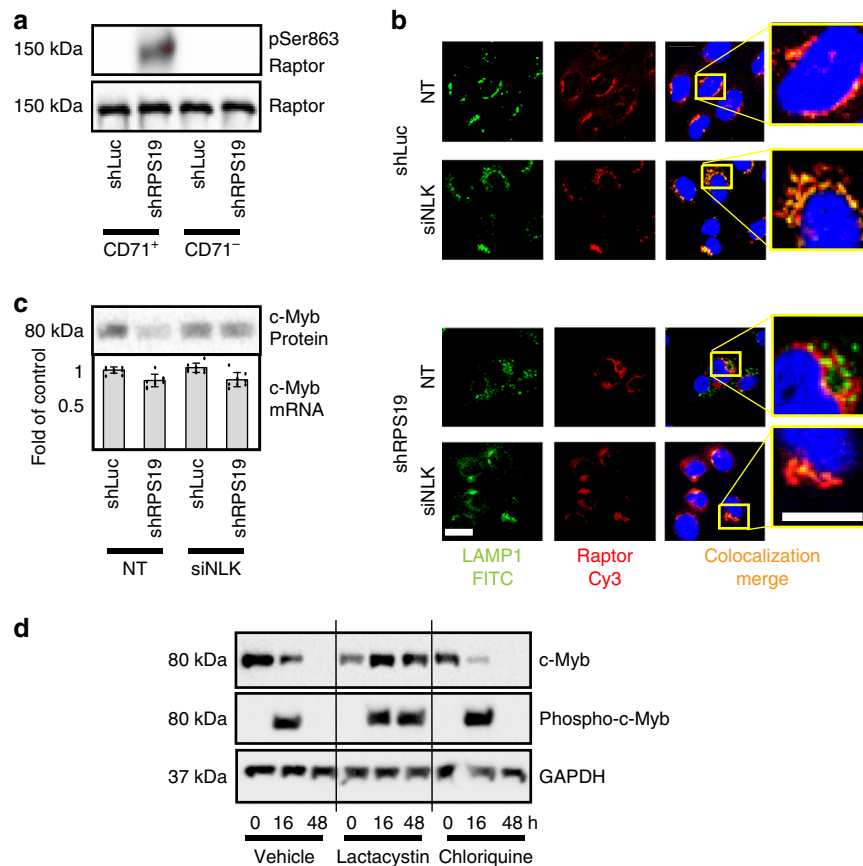 a
150 kDa
pSer863
Raptor
150 kDa
Raptor
shLuc
shRPS19
shLuc
shRPS19
CD71+
CD71–
b
shLuc
NT
siNLK
shRPS19
NT
siNLK
LAMP1
FITC
Raptor
Cy3
Colocalization
merge
c
80 kDa
c-Myb
Protein
Fold of control
1
0.5
c-Myb
mRNA
shLuc
shRPS19
shLuc
shRPS19
NT
siNLK
d
80 kDa
c-Myb
80 kDa
Phospho-c-Myb
37 kDa
GAPDH
0 16 48 0 16 48 0 16 48 h
Vehicle Lactacystin Chloriquine